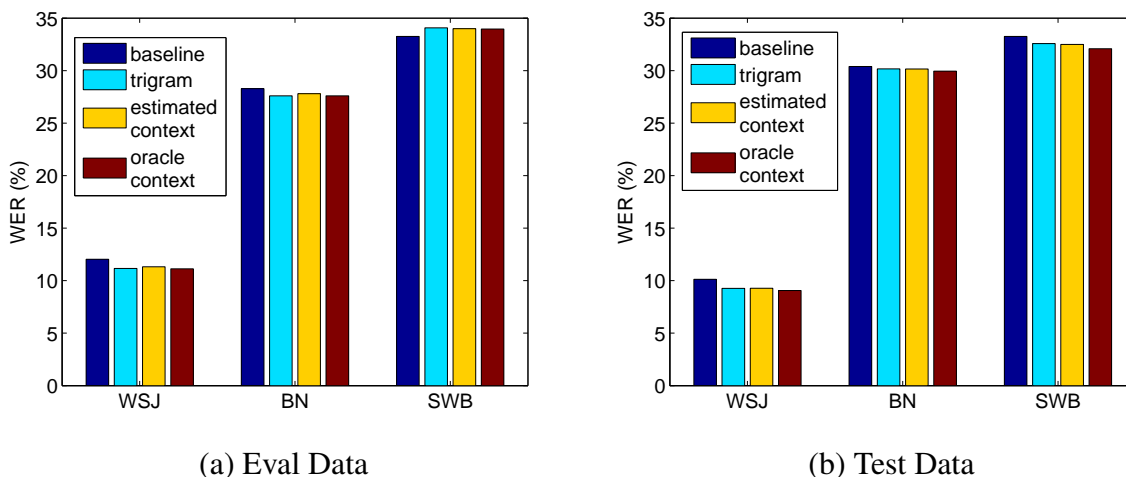 35
30
25
20
15
10
5
0
WER (%)
baseline
trigram
estimated
context
oracle
context
WSJ BN SWB
(a) Eval Data
35
30
25
20
15
10
5
0
WER (%)
baseline
trigram
estimated
context
oracle
context
WSJ BN SWB
(b) Test Data